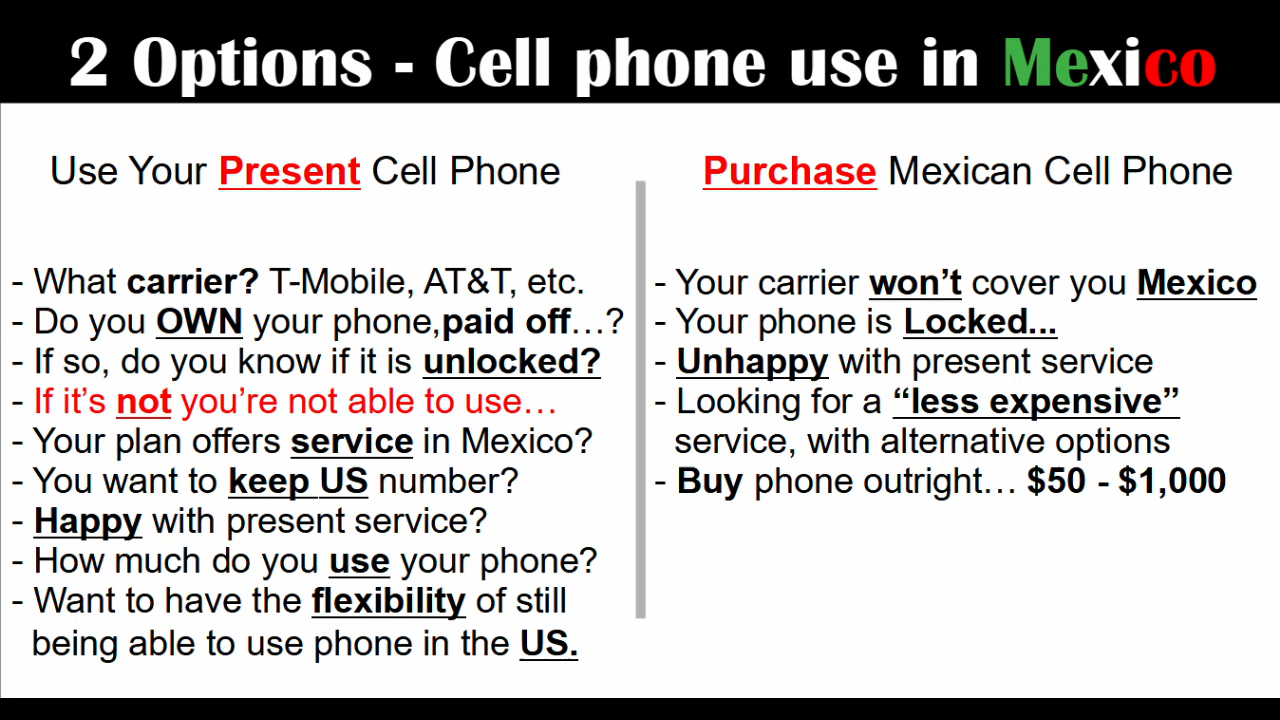 2 Options - Cell phone use in Mexico
Use Your Present Cell Phone
- What carrier? T-Mobile, AT&T, etc.
- Do you OWN your phone,paid off…?
- If so, do you know if it is unlocked?
- If it’s not you’re not able to use…
- Your plan offers service in Mexico?
- You want to keep US number?
- Happy with present service?
- How much do you use your phone?
- Want to have the flexibility of still
being able to use phone in the US.
Purchase Mexican Cell Phone
- Your carrier won’t cover you Mexico
- Your phone is Locked...
- Unhappy with present service
- Looking for a “less expensive”
service, with alternative options
- Buy phone outright… $50 - $1,000